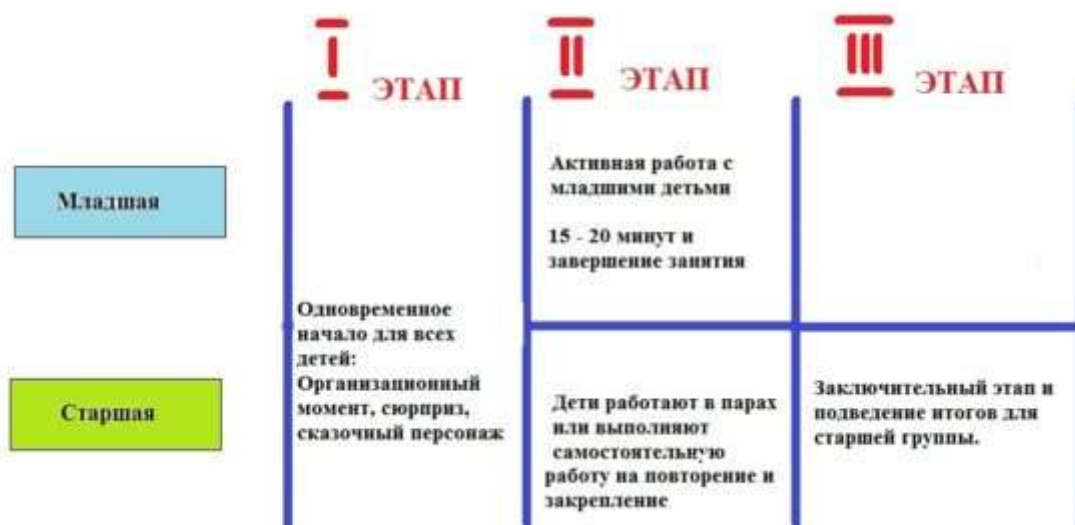 I ЭТАП
II ЭТАП
III ЭТАП
Младшая
Активная работа с
младшими детьми
15 - 20 минут и
завершение занятия
Одновременное
начало для всех
детей:
Организационный
момент, сюрприз,
сказочный персонаж
Старшая
Дети работают в парах
или выполняют
самостоятельную
работу на повторение и
закрепление
Заключительный этап и
подведение итогов для
старшей группы.